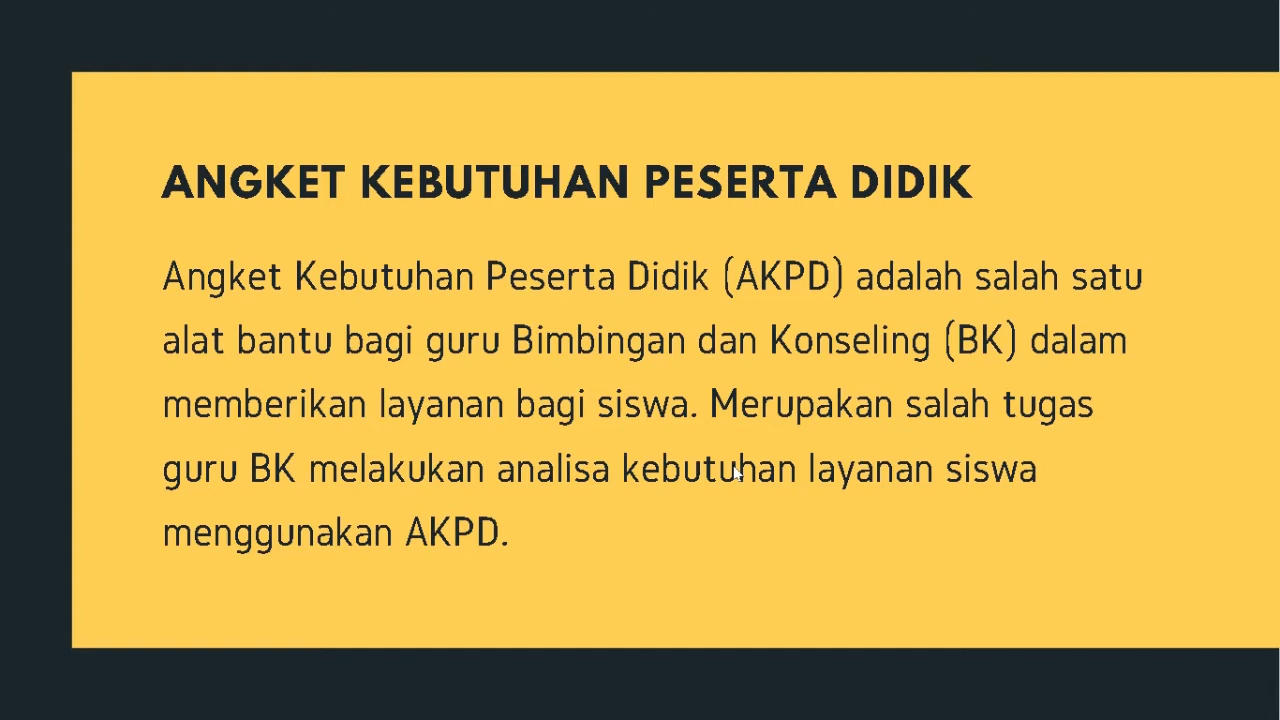 ANGKET KEBUTUHAN PESERTA DIDIK
Angket Kebutuhan Peserta Didik (AKPD) adalah salah satu
alat bantu bagi guru Bimbingan dan Konseling (BK) dalam
memberikan layanan bagi siswa. Merupakan salah tugas
guru BK melakukan analisa kebutuhan layanan siswa
menggunakan AKPD.